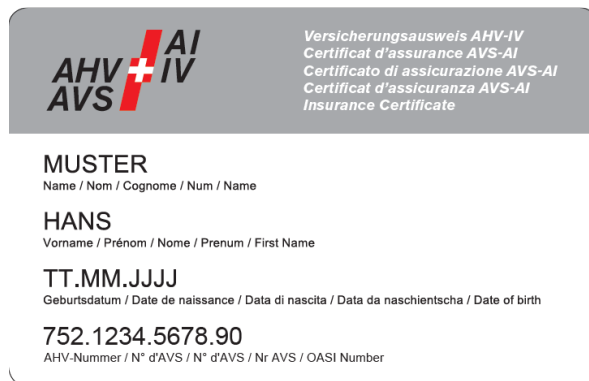 AHV AI
AVS IV
Versicherungsausweis AHV-IV
Certificat d'assurance AVS-AI
Certificato di assicurazione AVS-AI
Certificat d'assicuranza AVS-AI
Insurance Certificate
MUSTER
Name / Nom / Cognome / Num / Name
HANS
Vorname / Prénom / Nome / Prenum / First Name
TT.MM.JJJJ
Geburtsdatum / Date de naissance / Data di nascita / Data da naschientscha / Date of birth
752.1234.5678.90
AHV-Nummer / N° d'AVS / N° d'AVS / Nr AVS / OASI Number